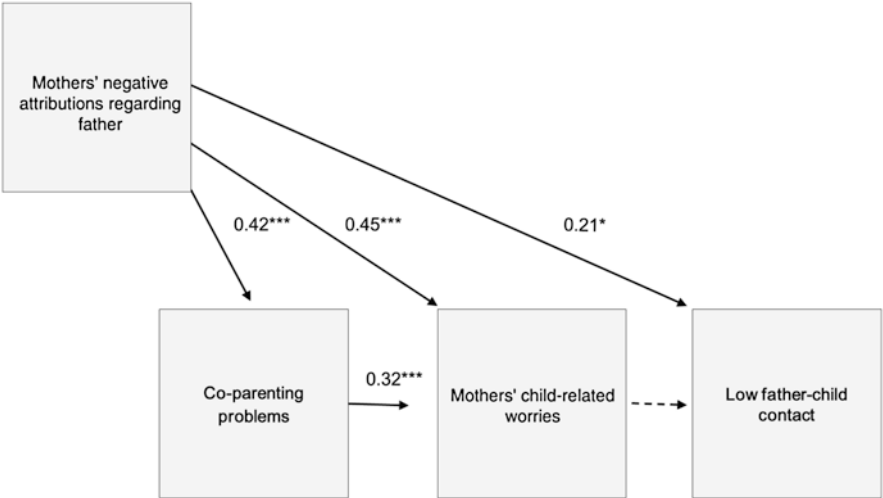 Mothers' negative
attributions regarding
father
0.42***
0.45***
0.21*
Co-parenting
problems
0.32***
Mothers' child-related
worries
Low father-child
contact